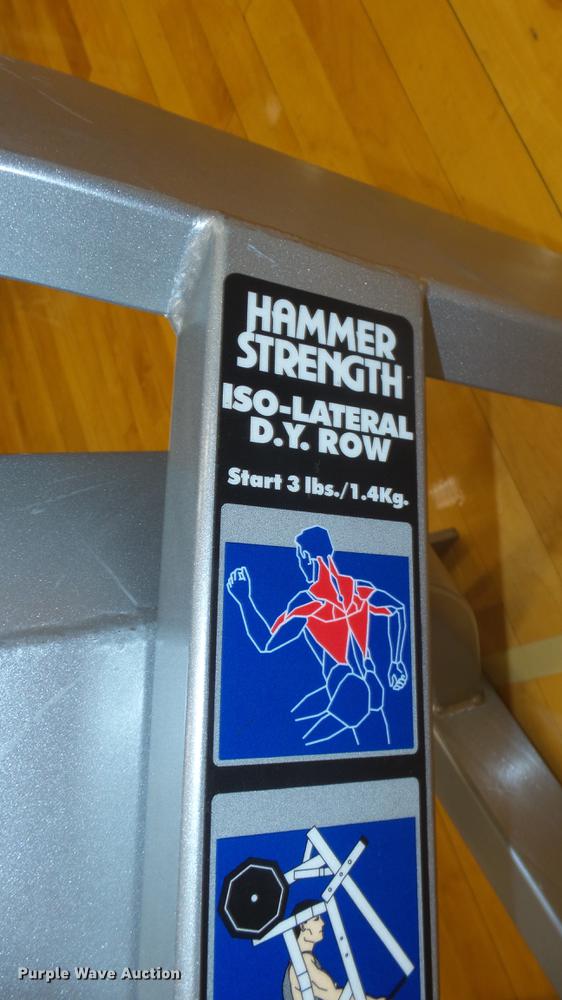 HAMMER
STRENGTH
ISO-LATERAL
D.Y. ROW
Start 3 lbs./1.4Kg.
Purple Wave Auction